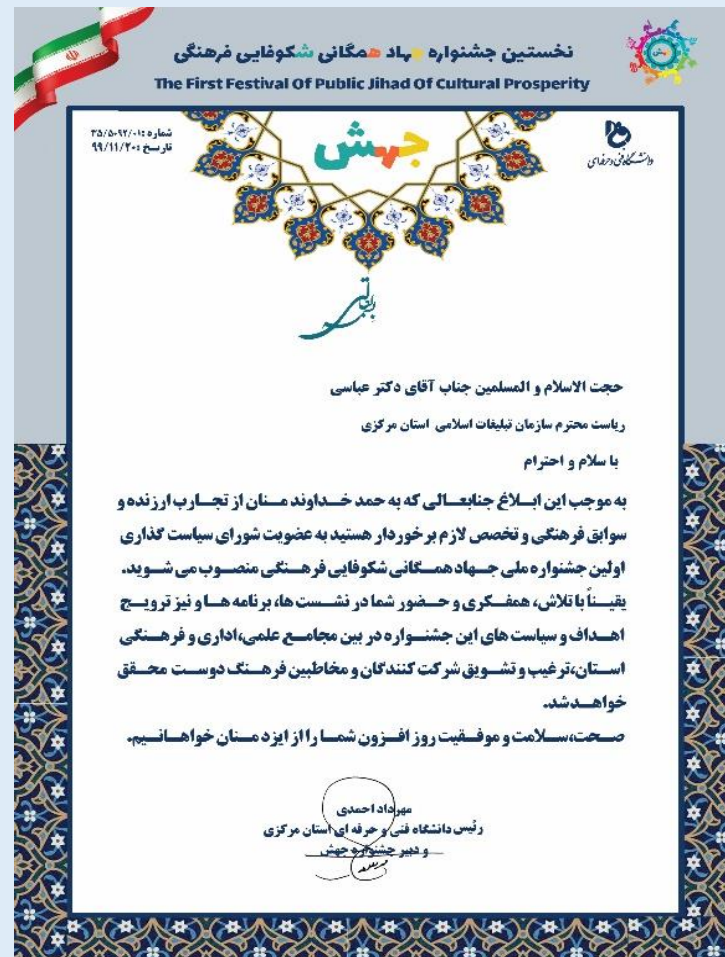 نخستین جشنواره جهاد همگانی شکوفایی فرهنگی
The First Festival Of Public Jihad Of Cultural Prosperity
شماره :۳۵/۵۰۹۲/۰۱
تاریخ :۹۹/۱۱/۲۰
جهش
دانشگاه فنی و حرفه‌ای
حجت الاسلام و المسلمین جناب آقای دکتر عباسی
ریاست محترم سازمان تبلیغات اسلامی استان مرکزی
با سلام و احترام
به موجب این ابلاغ جنابعالی که به حمد خداوند منان از تجارب ارزنده و
سوابق فرهنگی و تخصص لازم برخوردار هستید به عضویت شورای سیاست گذاری
اولین جشنواره ملی جهاد همگانی شکوفایی فرهنگی منصوب می شوید.
یقیناً با تلاش، همفکری و حضور شما در نشست ها، برنامه ها و نیز ترویج
اهداف و سیاست های این جشنواره در بین مجامع علمی،اداری و فرهنگی
استان،ترغیب و تشویق شرکت کنندگان و مخاطبین فرهنگ دوست محقق
خواهد شد.
صحت،سلامت و موفقیت روز افزون شما را از ایزد منان خواهانیم.
مهرداد احمدی
رئیس دانشگاه فنی و حرفه ای استان مرکزی
و دبیر جشنواره جهش